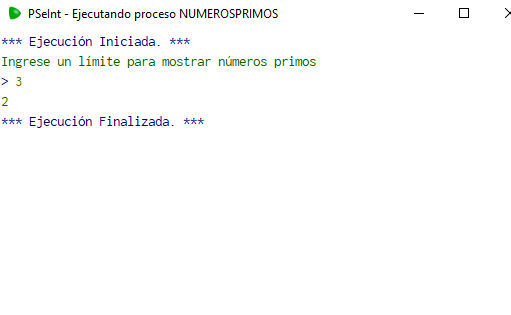 PSeInt - Ejecutando proceso NUMEROSPRIMOS
*** Ejecución Iniciada. ***
Ingrese un límite para mostrar números primos
> 3
2
*** Ejecución Finalizada. ***